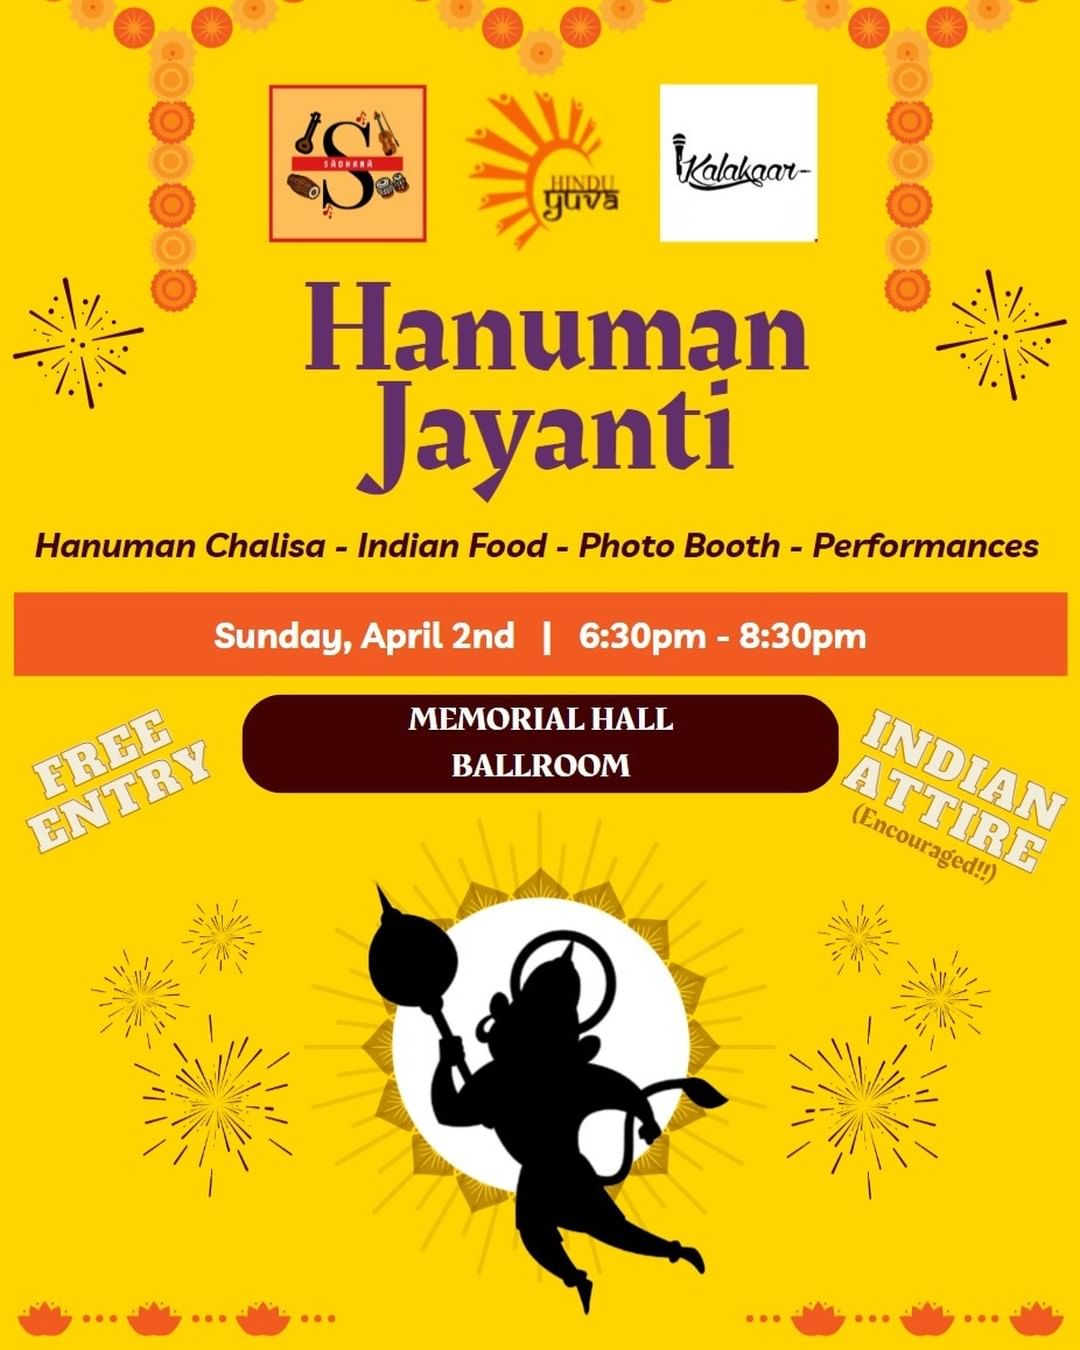 S
SĀDHANĀ
HINDU
yuva
Kalakaar-
Hanuman
Jayanti
Hanuman Chalisa - Indian Food - Photo Booth - Performances
Sunday, April 2nd | 6:30pm - 8:30pm
MEMORIAL HALL
BALLROOM
FREE
ENTRY
INDIAN
ATTIRE
(Encouraged!!)